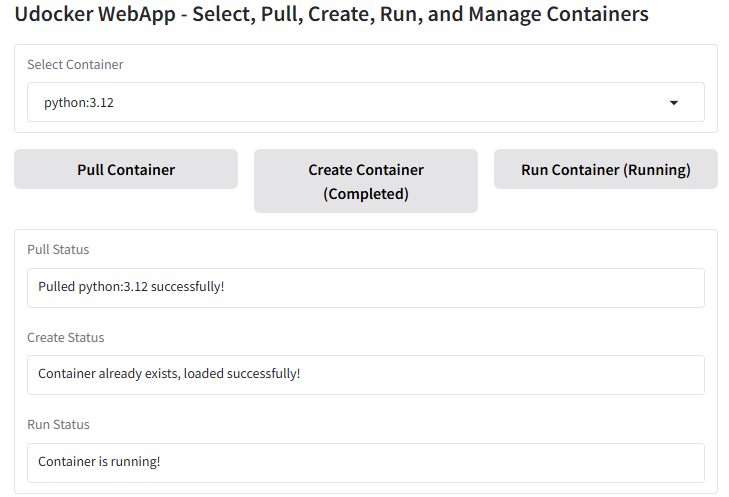 Udocker WebApp - Select, Pull, Create, Run, and Manage Containers
Select Container
python:3.12
Pull Container
Create Container
(Completed)
Run Container (Running)
Pull Status
Pulled python:3.12 successfully!
Create Status
Container already exists, loaded successfully!
Run Status
Container is running!